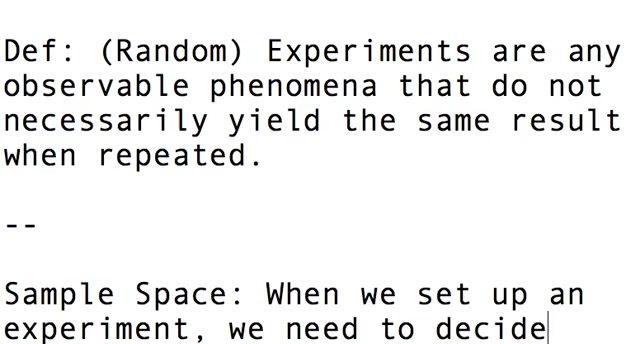 Def: (Random) Experiments are any
observable phenomena that do not
necessarily yield the same result
when repeated.
--
Sample Space: When we set up an
experiment, we need to decide